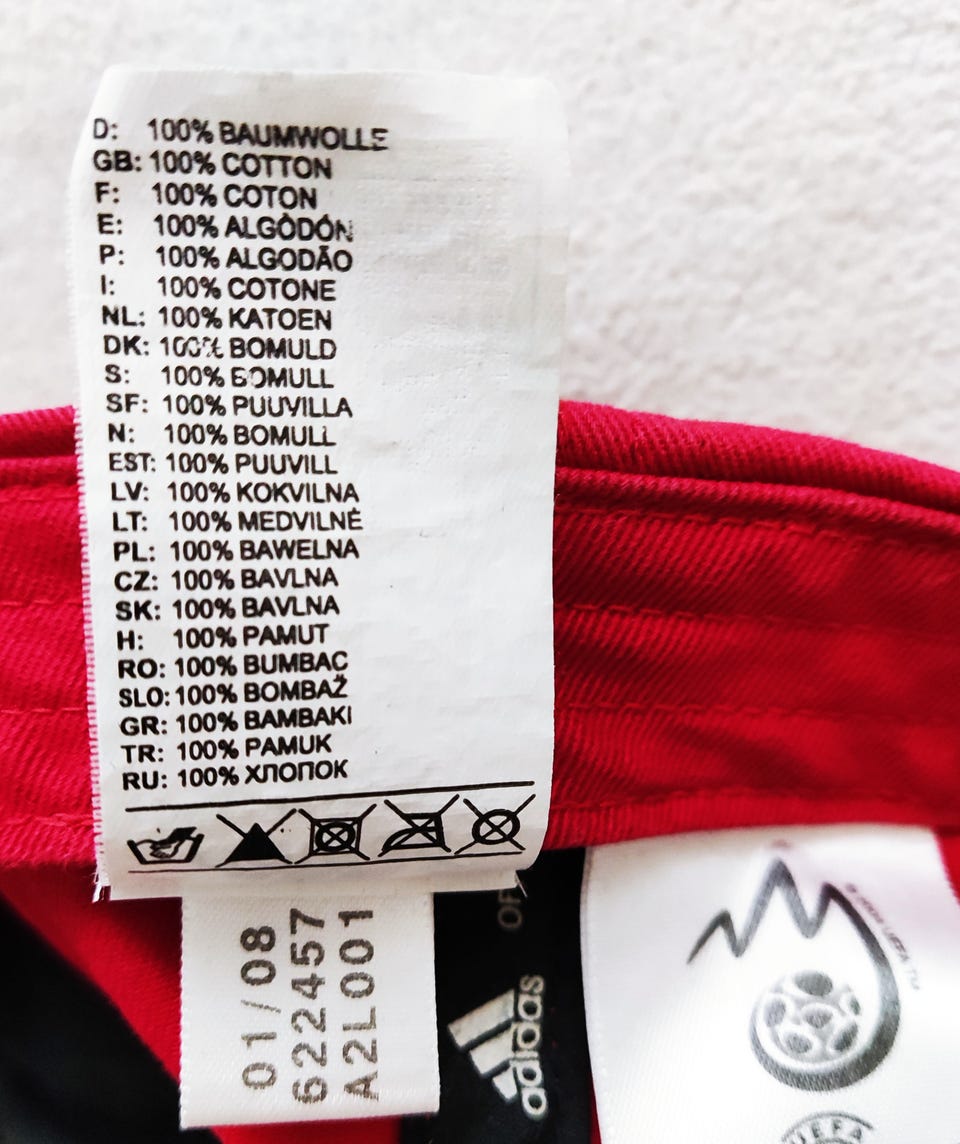 D: 100% BAUMWOLLE
GB: 100% COTTON
F: 100% COTON
E: 100% ALGÒDÓN
P: 100% ALGODÃO
I: 100% COTONE
NL: 100% KATOEN
DK: 100% BOMULD
S: 100% BOMULL
SF: 100% PUUVILLA
N: 100% BOMULL
EST: 100% PUUVILL
LV: 100% KOKVILNA
LT: 100% MEDVILNĖ
PL: 100% BAWELNA
CZ: 100% BAVLNA
SK: 100% BAVLNA
H: 100% PAMUT
RO: 100% BUMBAC
SLO: 100% BOMBAŽ
GR: 100% BAMBAKI
TR: 100% PAMUK
RU: 100% ХЛОПОК
01/08
622457
A2L001
adidas
UEFA